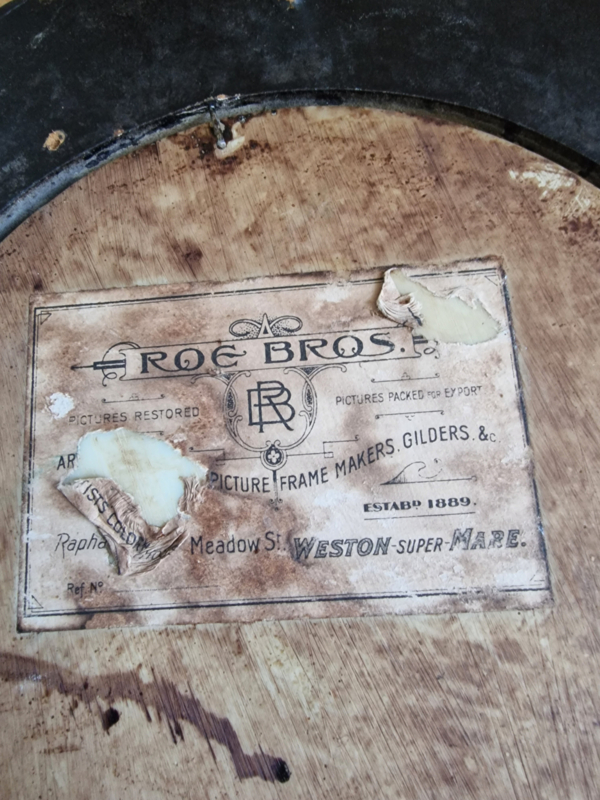 ROE BROS.
RB
PICTURES RESTORED
PICTURES PACKED FOR EXPORT
PICTURE FRAME MAKERS. GILDERS. &c.
ESTABD 1889.
Meadow St. WESTON-SUPER-MARE.
Ref. No